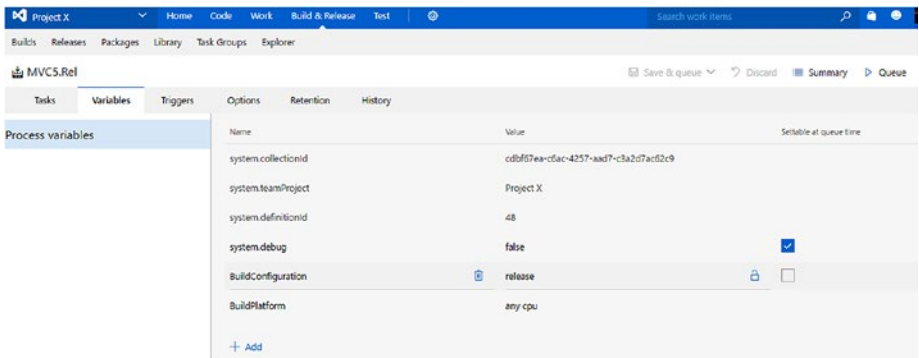 Project X Home Code Work Build & Release Test Search work items
Builds Releases Packages Library Task Groups Explorer
MVC5.Rel Save & queue Discard Summary Queue
Tasks Variables Triggers Options Retention History
Process variables Name Value Settable at queue time
system.collectionId cdbf67ea-c6ac-4257-aad7-c3a2d7ac62c9
system.teamProject Project X
system.definitionId 48
system.debug false
BuildConfiguration release
BuildPlatform any cpu
+ Add